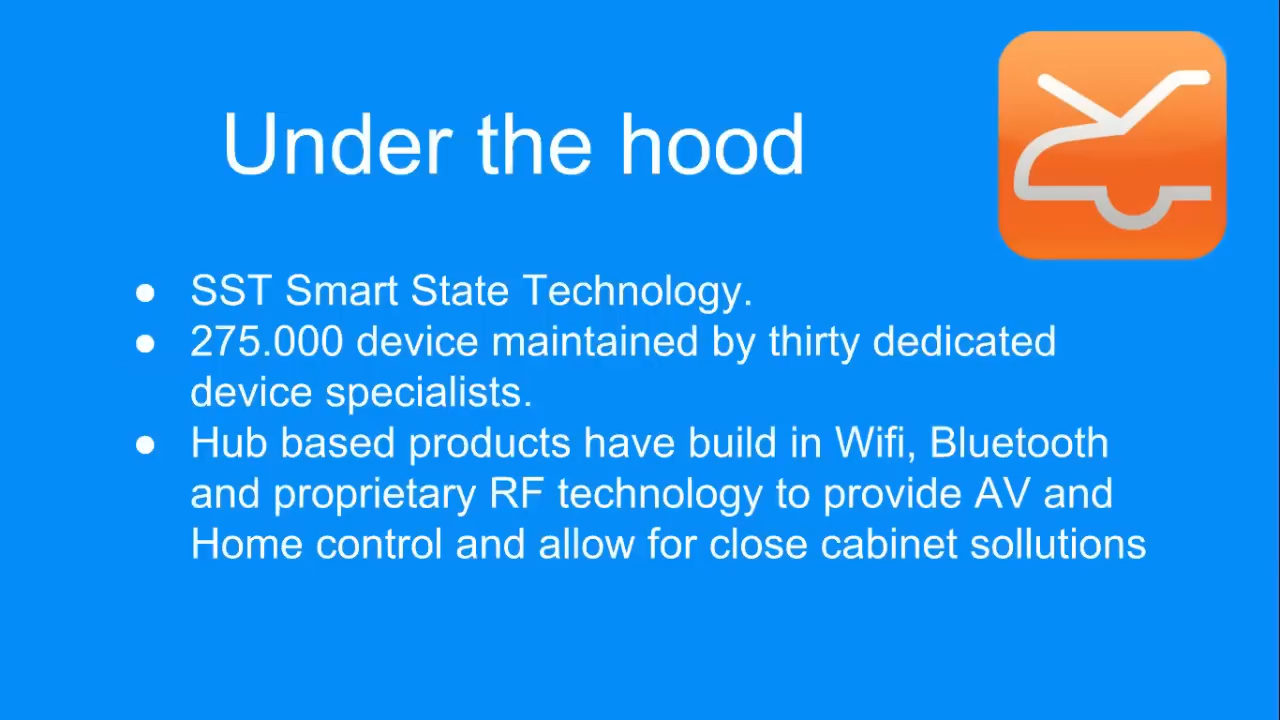 Under the hood
● SST Smart State Technology.
● 275.000 device maintained by thirty dedicated
device specialists.
● Hub based products have build in Wifi, Bluetooth
and proprietary RF technology to provide AV and
Home control and allow for close cabinet sollutions